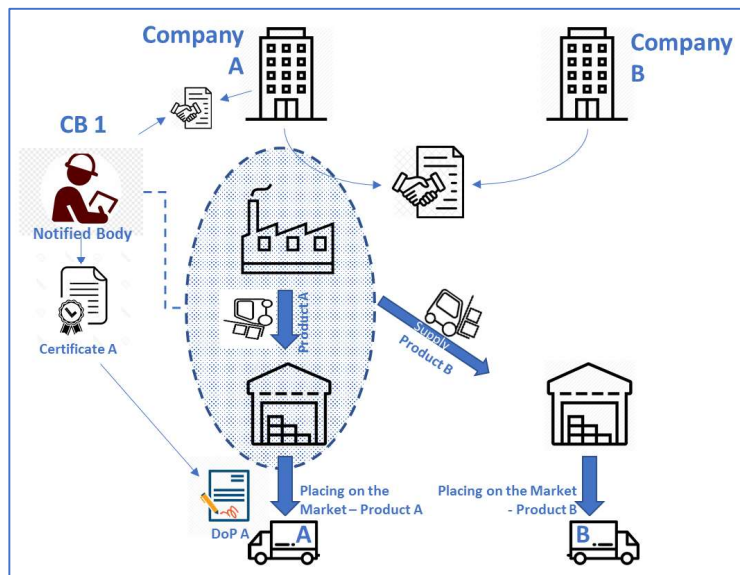 Company
A
Company
B
CB 1
Notified Body
Certificate A
Product A
Supply
Product B
Placing on the
Market – Product A
Placing on the Market
- Product B
DoP A
A
B